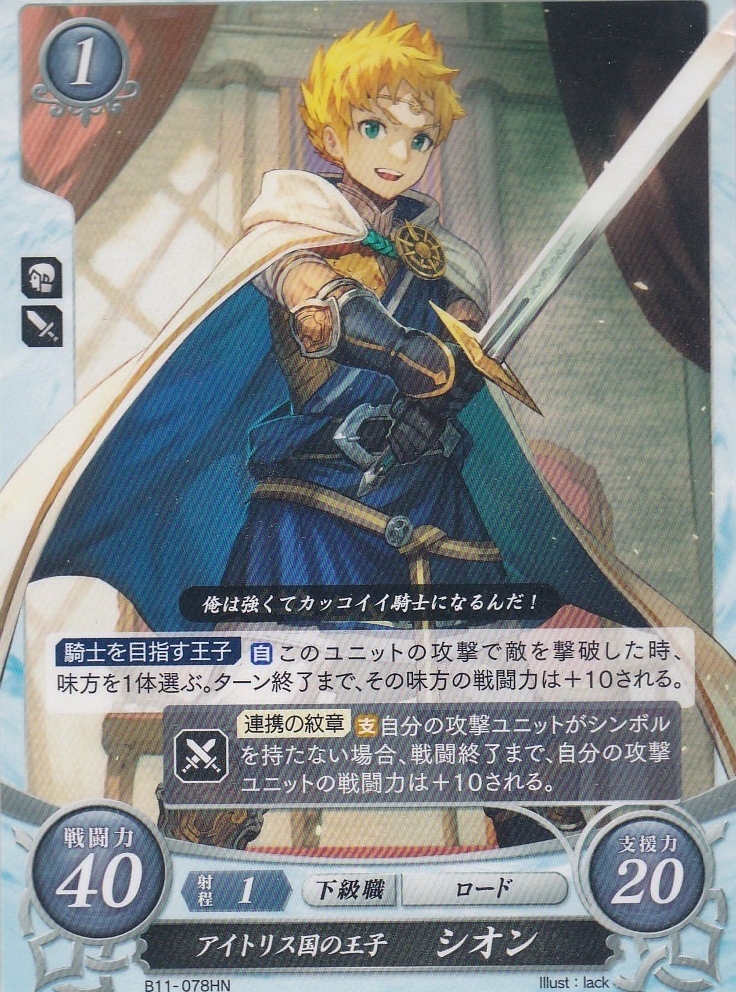 1
俺は強くてカッコイイ騎士になるんだ！
騎士を目指す王子 自 このユニットの攻撃で敵を撃破した時、
味方を1体選ぶ。ターン終了まで、その味方の戦闘力は＋10される。
連携の紋章 支 自分の攻撃ユニットがシンボル
を持たない場合、戦闘終了まで、自分の攻撃
ユニットの戦闘力は＋10される。
戦闘力
40
射程 1 下級職 ロード
支援力
20
アイトリス国の王子 シオン
B11-078HN
Illust : lack